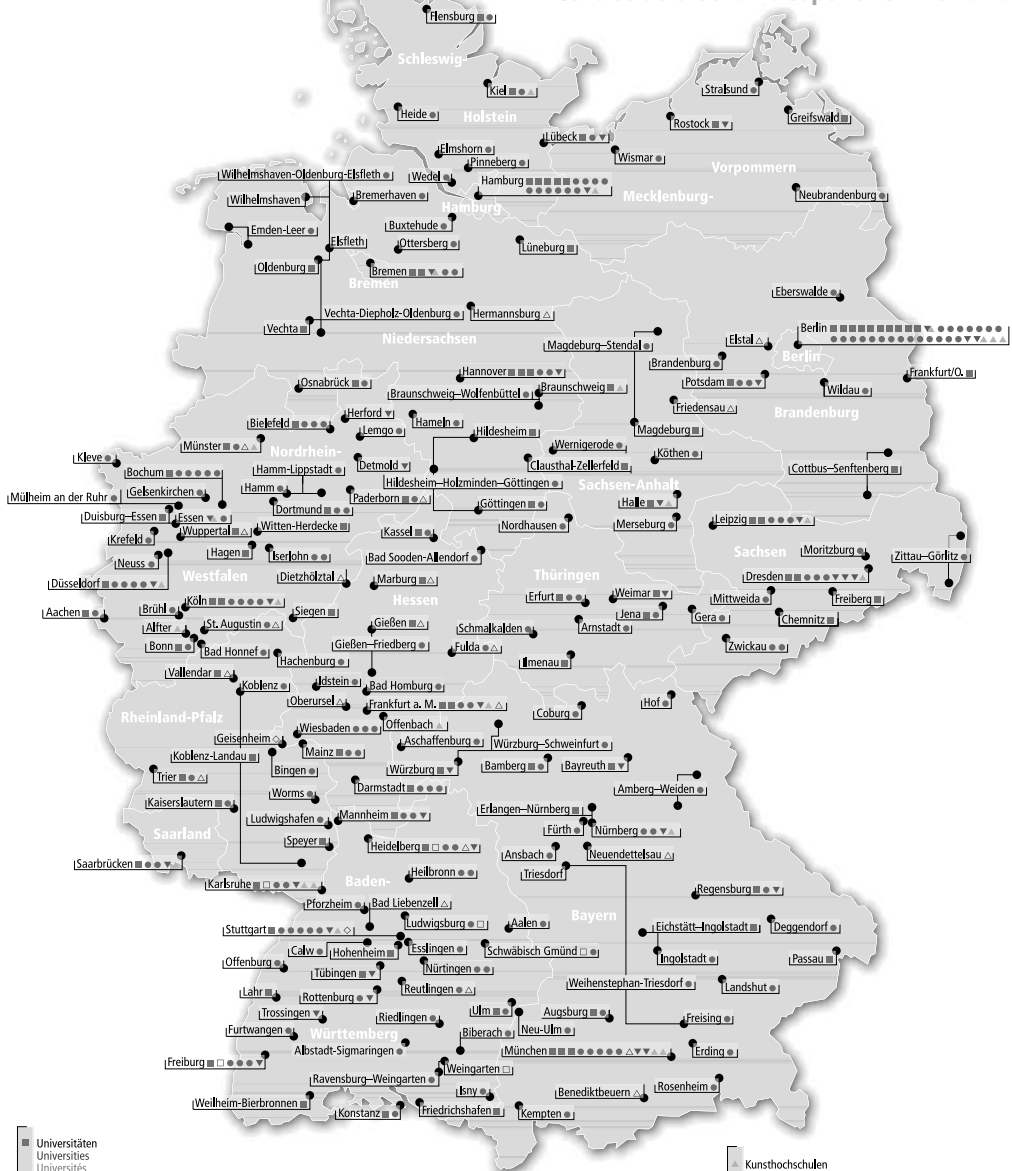 Flensburg
Schleswig-
Kiel
Stralsund
Heide
Holstein
Rostock
Greifswald
Lübeck
Elmshorn
Wismar
Pinneberg
Vorpommern
Wilhelmshaven-Oldenburg-Elsfleth
Wedel
Hamburg
Wilhelmshaven
Bremerhaven
Hamburg
Mecklenburg-
Neubrandenburg
Buxtehude
Emden-Leer
Elsfleth
Ottersberg
Lüneburg
Oldenburg
Bremen
Bremen
Eberswalde
Vechta-Diepholz-Oldenburg
Hermannsburg
Vechta
Niedersachsen
Magdeburg–Stendal
Elstal
Berlin
Berlin
Brandenburg
Hannover
Potsdam
Frankfurt/O.
Osnabrück
Braunschweig
Braunschweig–Wolfenbüttel
Wildau
Friedensau
Brandenburg
Herford
Hameln
Bielefeld
Lemgo
Hildesheim
Magdeburg
Münster
Wernigerode
Kleve
Nordrhein-
Bochum
Hamm-Lippstadt
Detmold
Clausthal-Zellerfeld
Köthen
Cottbus–Senftenberg
Gelsenkirchen
Hamm
Hildesheim–Holzminden–Göttingen
Sachsen-Anhalt
Mülheim an der Ruhr
Paderborn
Halle
Duisburg–Essen
Essen
Dortmund
Göttingen
Nordhausen
Merseburg
Leipzig
Wuppertal
Witten-Herdecke
Kassel
Krefeld
Hagen
Iserlohn
Bad Sooden-Allendorf
Sachsen
Moritzburg
Neuss
Zittau–Görlitz
Düsseldorf
Westfalen
Dietzhölztal
Marburg
Thüringen
Dresden
Hessen
Erfurt
Weimar
Mittweida
Freiberg
Aachen
Brühl
Köln
Siegen
Jena
Gera
Chemnitz
Alfter
St. Augustin
Gießen
Schmalkalden
Arnstadt
Bonn
Bad Honnef
Gießen–Friedberg
Fulda
Zwickau
Hachenburg
Ilmenau
Vallendar
Koblenz
Idstein
Bad Homburg
Hof
Oberursel
Frankfurt a. M.
Coburg
Rheinland-Pfalz
Wiesbaden
Offenbach
Geisenheim
Aschaffenburg
Würzburg–Schweinfurt
Koblenz-Landau
Mainz
Trier
Bingen
Würzburg
Bamberg
Bayreuth
Darmstadt
Amberg–Weiden
Kaiserslautern
Worms
Erlangen–Nürnberg
Ludwigshafen
Mannheim
Fürth
Nürnberg
Saarland
Speyer
Heidelberg
Ansbach
Neuendettelsau
Saarbrücken
Triesdorf
Karlsruhe
Baden-
Heilbronn
Regensburg
Pforzheim
Bad Liebenzell
Ludwigsburg
Aalen
Bayern
Stuttgart
Eichstätt–Ingolstadt
Deggendorf
Calw
Hohenheim
Esslingen
Schwäbisch Gmünd
Offenburg
Ingolstadt
Passau
Tübingen
Nürtingen
Reutlingen
Weihenstephan-Triesdorf
Landshut
Lahr
Rottenburg
Ulm
Augsburg
Trossingen
Riedlingen
Freising
Furtwangen
Württemberg
Biberach
Neu-Ulm
Albstadt-Sigmaringen
München
Erding
Freiburg
Weingarten
Ravensburg–Weingarten
Isny
Benediktbeuern
Rosenheim
Weilheim-Bierbronnen
Konstanz
Friedrichshafen
Kempten
Universitäten
Universities
Universités
Kunsthochschulen